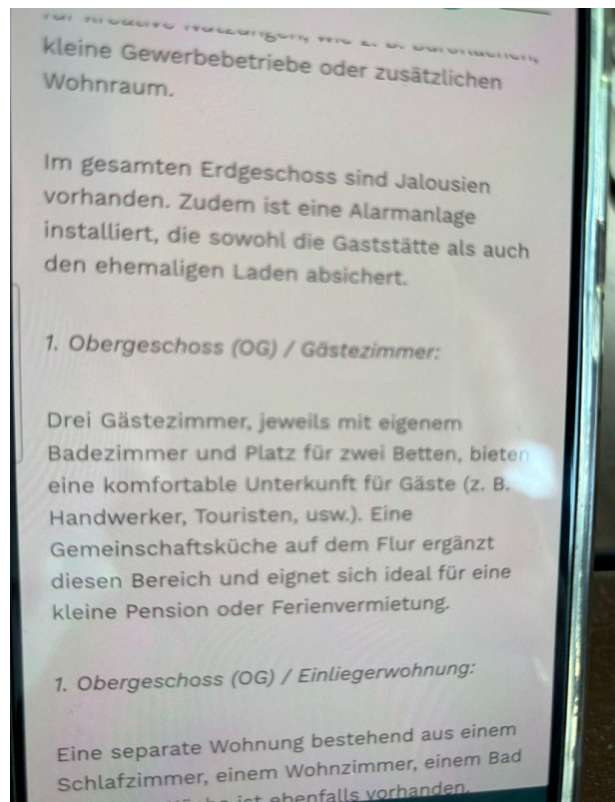 für kreative Nutzungen, wie z. B.
kleine Gewerbebetriebe oder zusätzlichen
Wohnraum.
Im gesamten Erdgeschoss sind Jalousien
vorhanden. Zudem ist eine Alarmanlage
installiert, die sowohl die Gaststätte als auch
den ehemaligen Laden absichert.
1. Obergeschoss (OG) / Gästezimmer:
Drei Gästezimmer, jeweils mit eigenem
Badezimmer und Platz für zwei Betten, bieten
eine komfortable Unterkunft für Gäste (z. B.
Handwerker, Touristen, usw.). Eine
Gemeinschaftsküche auf dem Flur ergänzt
diesen Bereich und eignet sich ideal für eine
kleine Pension oder Ferienvermietung.
1. Obergeschoss (OG) / Einliegerwohnung:
Eine separate Wohnung bestehend aus einem
Schlafzimmer, einem Wohnzimmer, einem Bad
ist ebenfalls vorhanden.